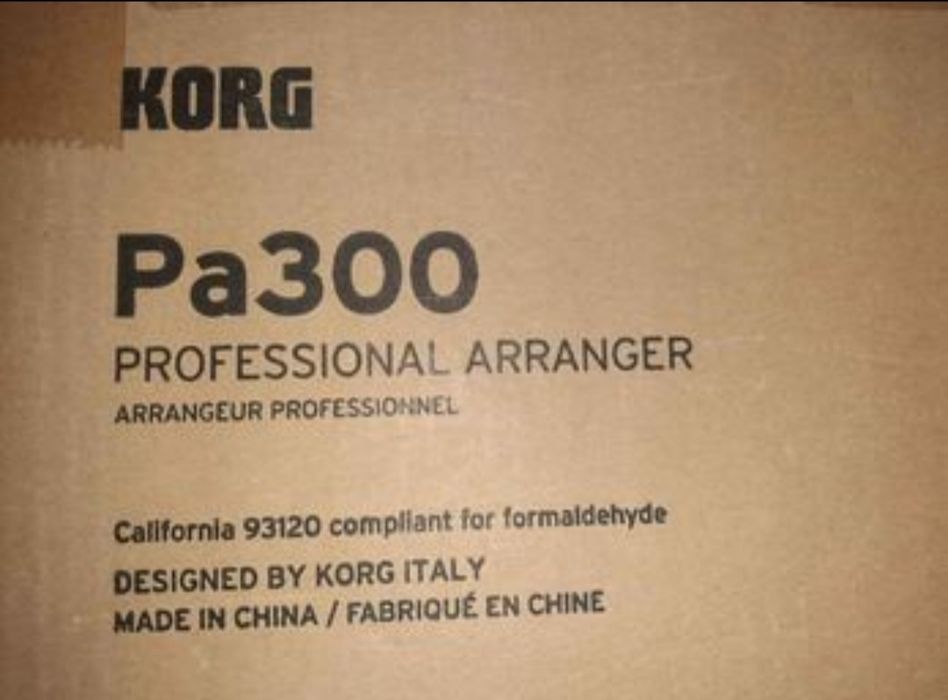 KORG
Pa300
PROFESSIONAL ARRANGER
ARRANGEUR PROFESSIONNEL
California 93120 compliant for formaldehyde
DESIGNED BY KORG ITALY
MADE IN CHINA / FABRIQUÉ EN CHINE